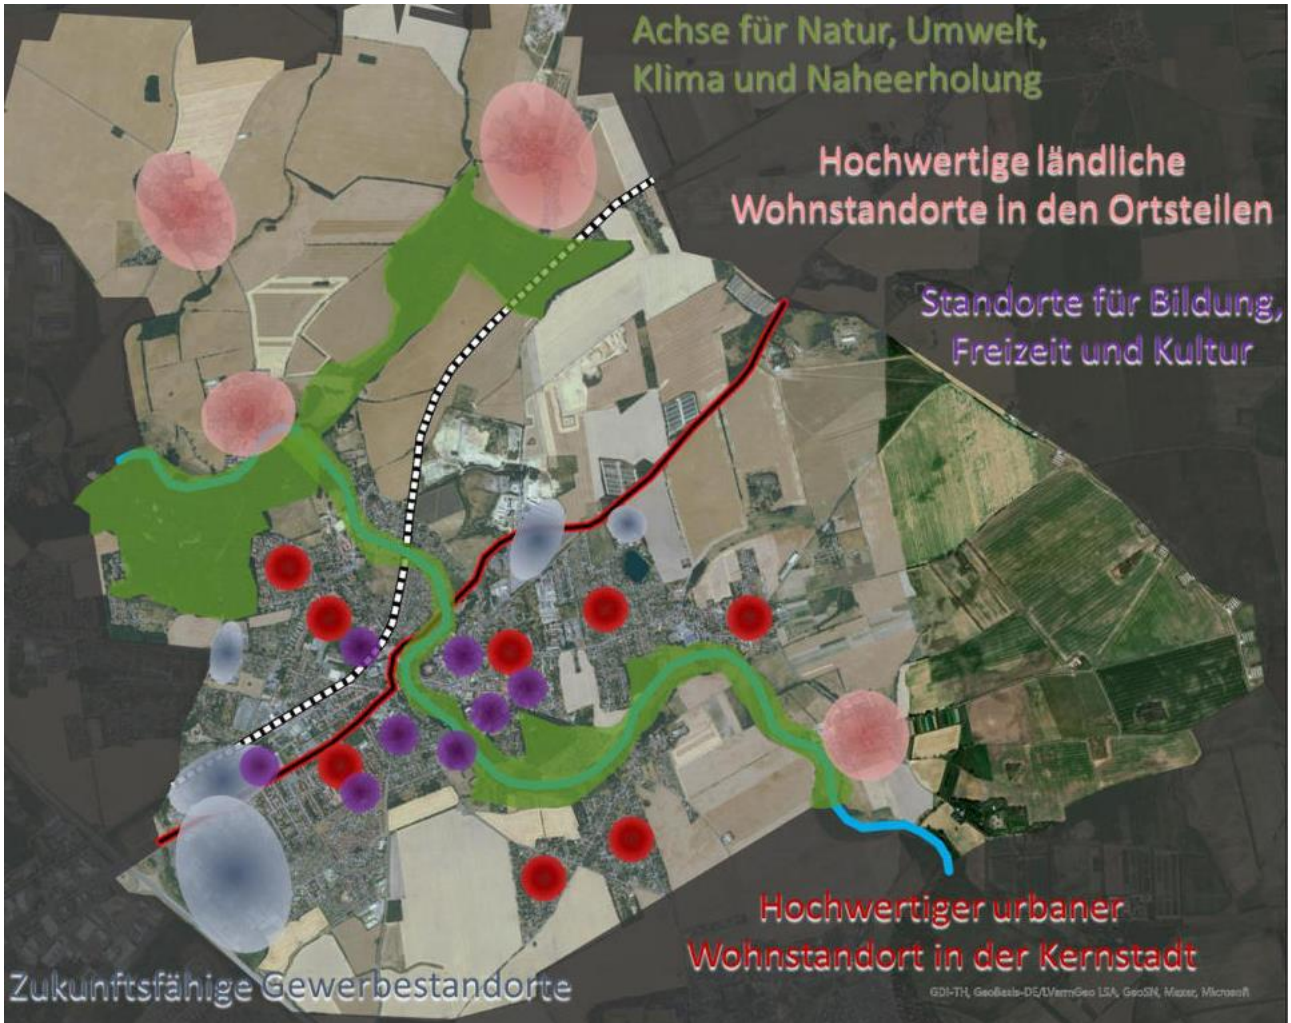 Achse für Natur, Umwelt,
Klima und Naheerholung
Hochwertige ländliche
Wohnstandorte in den Ortsteilen
Standorte für Bildung,
Freizeit und Kultur
Hochwertiger urbaner
Wohnstandort in der Kernstadt
Zukunftsfähige Gewerbestandorte
GDI-TH, GeoBasis-DE/LVermGeo LSA, GeoSN, Maxar, Microsoft